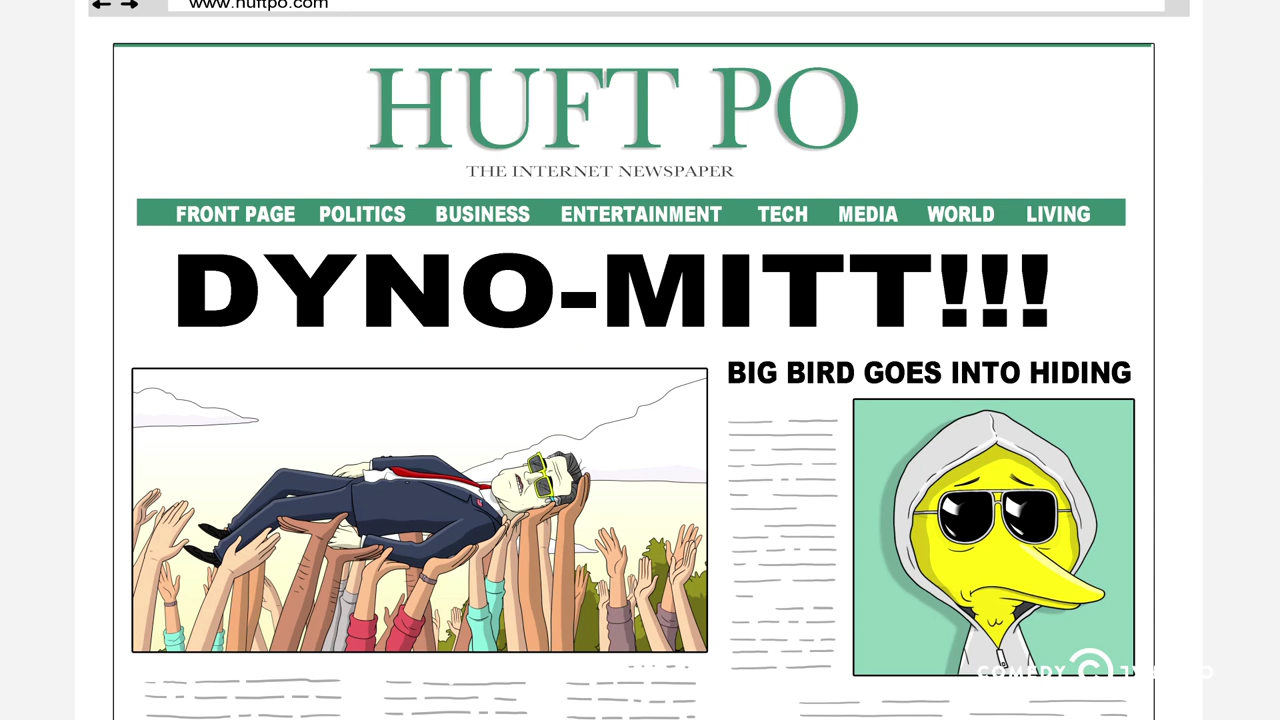 www.huftpo.com
HUFT PO
THE INTERNET NEWSPAPER
FRONT PAGE POLITICS BUSINESS ENTERTAINMENT TECH MEDIA WORLD LIVING
DYNO-MITT!!!
BIG BIRD GOES INTO HIDING
COMEDY